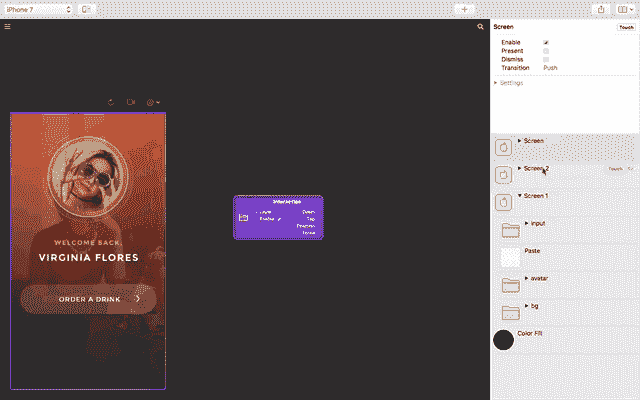 iPhone 7
Screen
Touch
Enable
Present
Dismiss
Transition Push
Settings
Screen
Screen 2
Touch
Screen 1
Input
Paste
avatar
bg
Color Fill
WELCOME BACK,
VIRGINIA FLORES
ORDER A DRINK